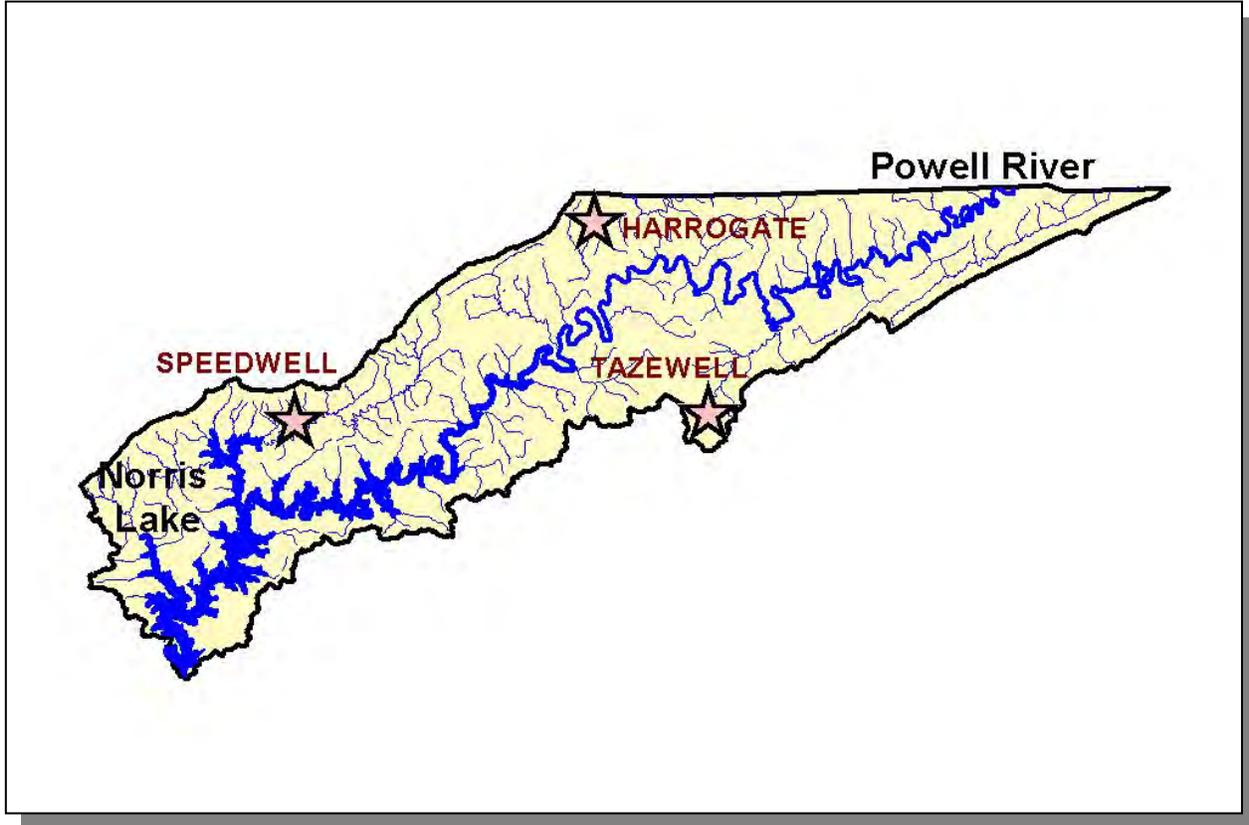 Powell River
HARROGATE
SPEEDWELL
TAZEWELL
Norris
Lake